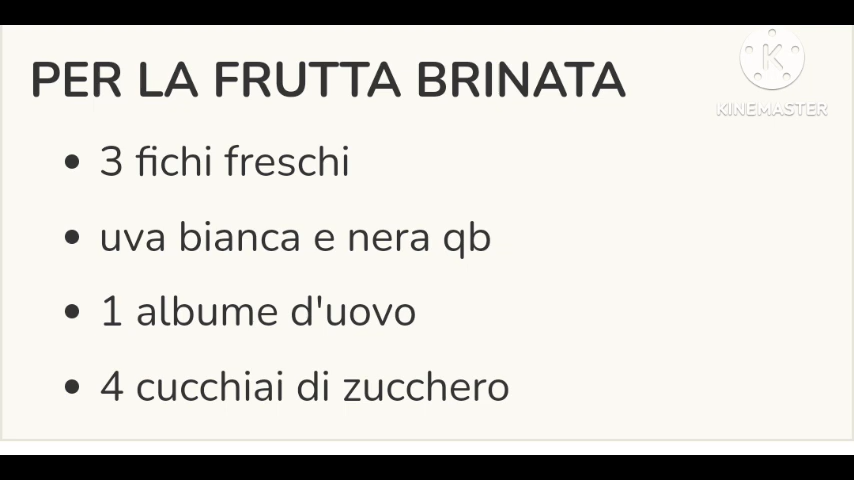 PER LA FRUTTA BRINATA
K
KINEMASTER
• 3 fichi freschi
• uva bianca e nera qb
• 1 albume d'uovo
• 4 cucchiai di zucchero